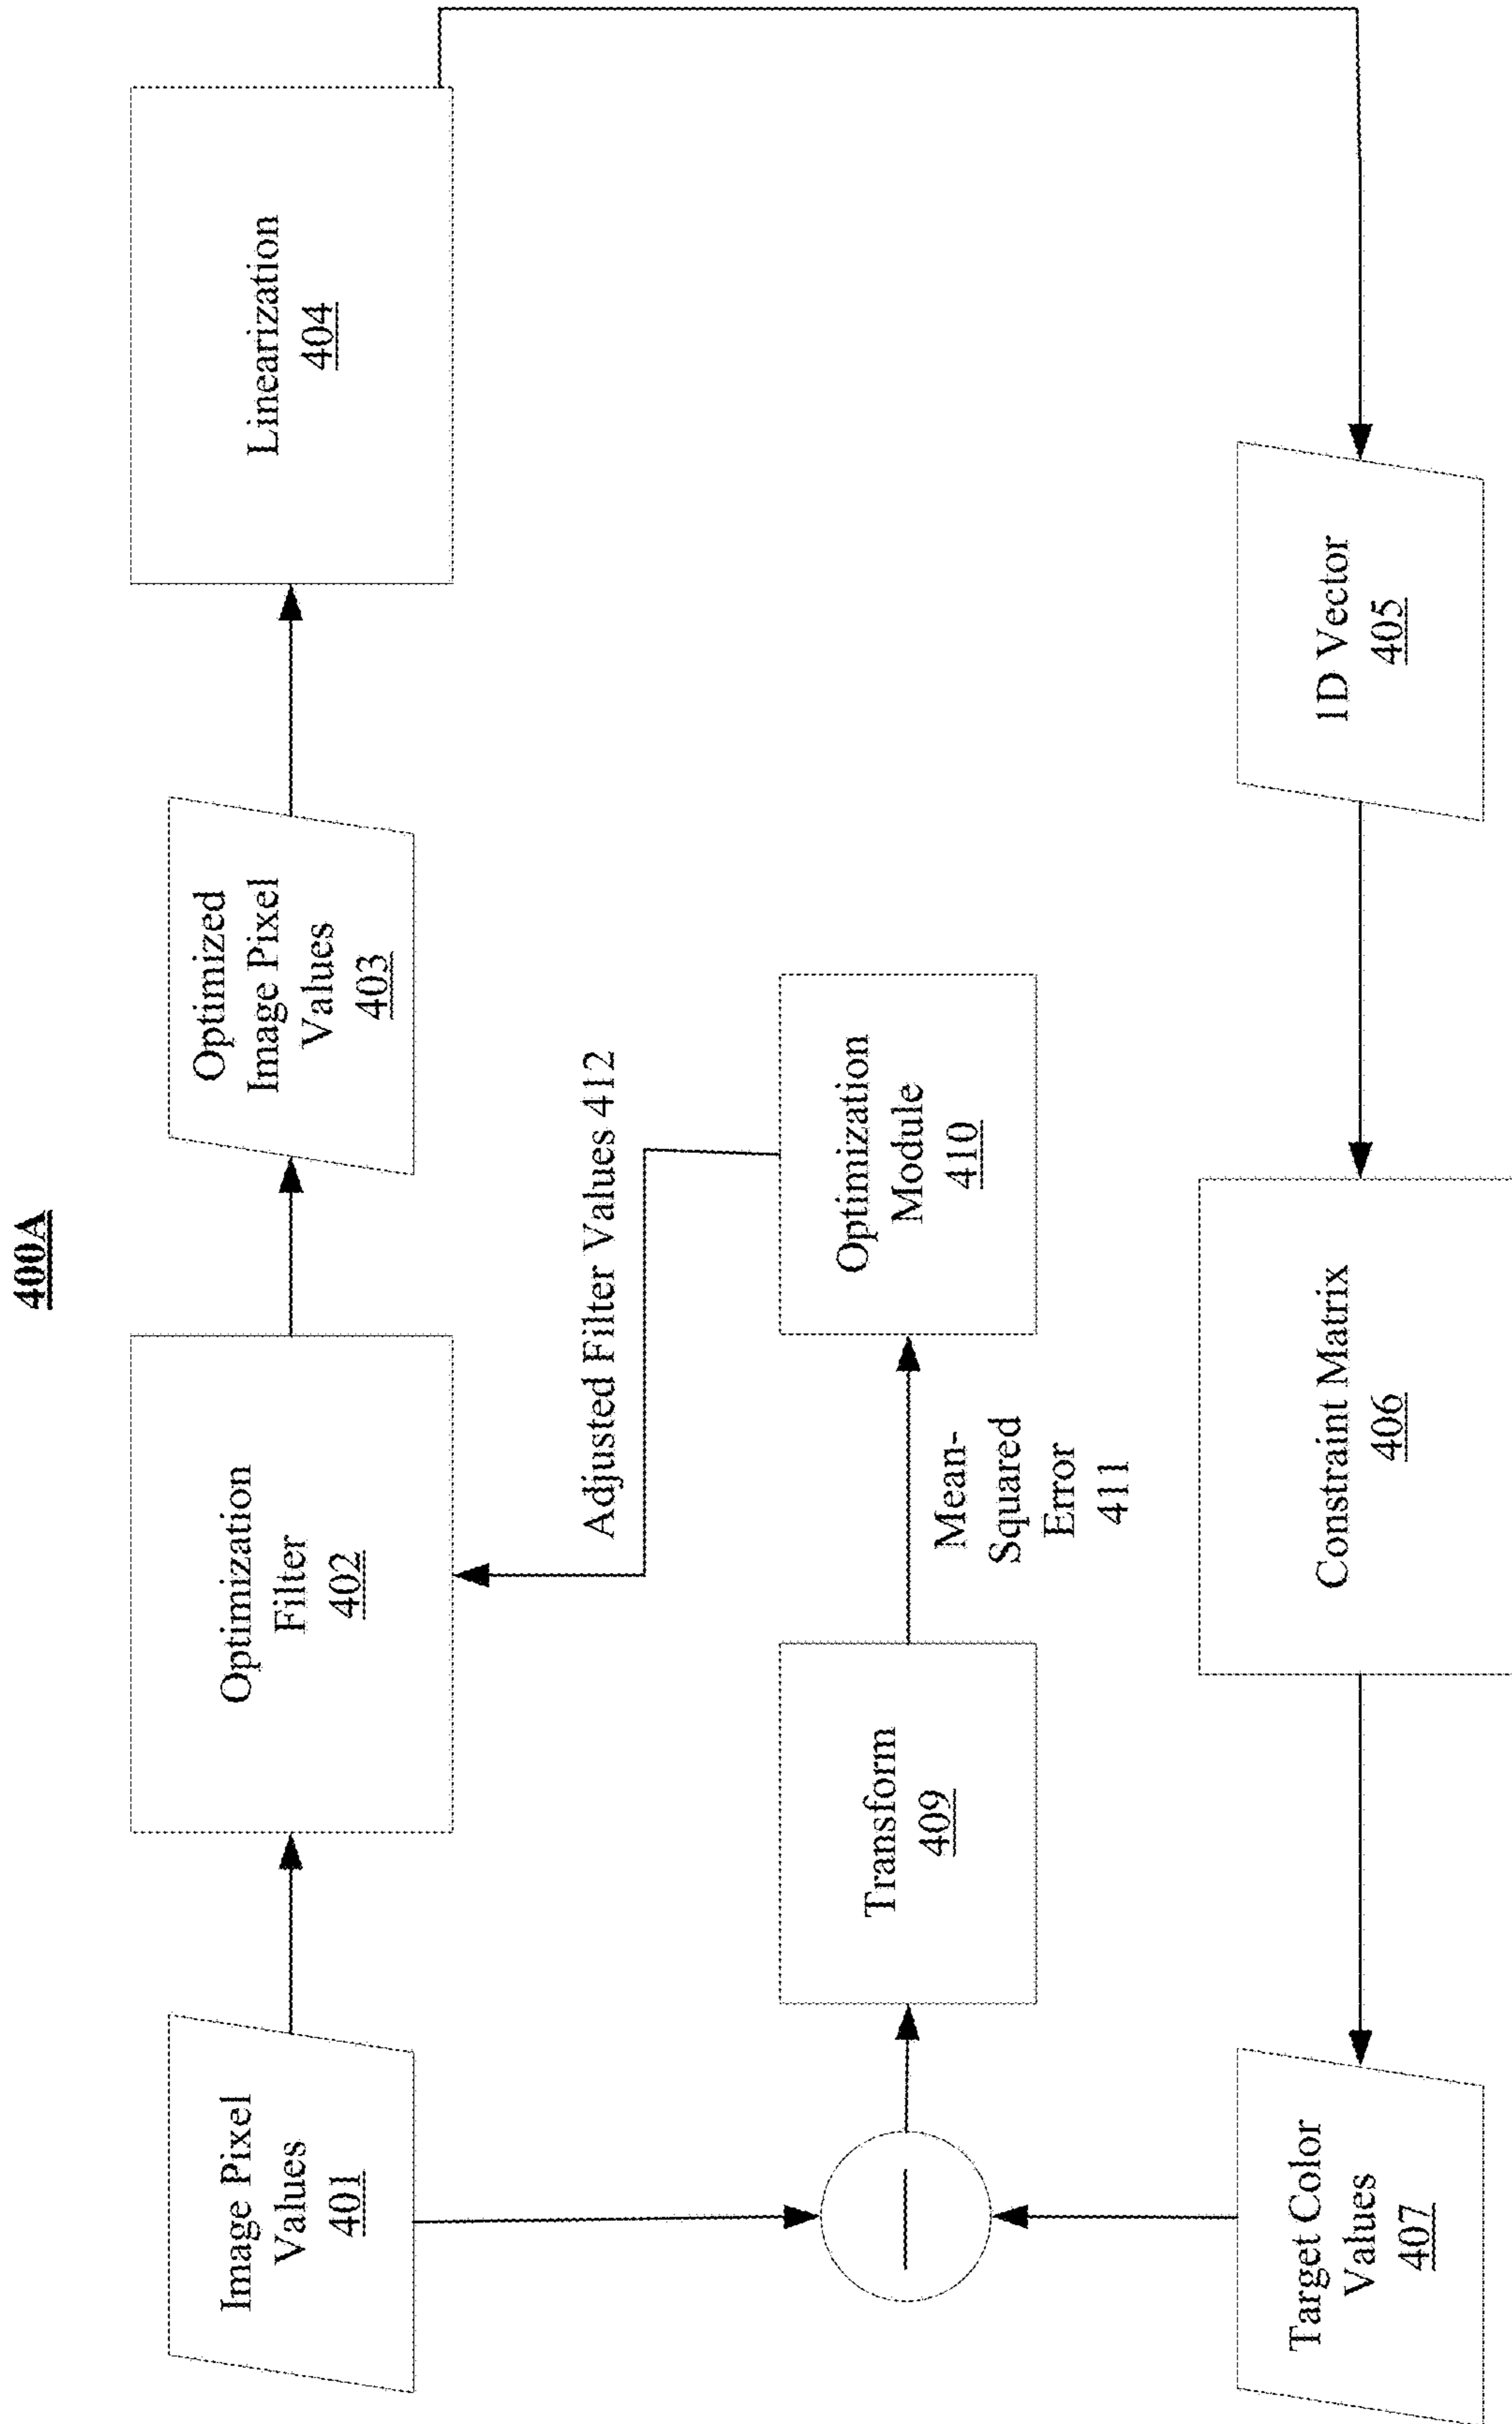 400A
Image Pixel
Values
401
Optimization
Filter
402
Optimized
Image Pixel
Values
403
Linearization
404
Adjusted Filter Values 412
Transform
409
Mean-
Squared
Error
411
Optimization
Module
410
Target Color
Values
407
Constraint Matrix
406
1D Vector
405